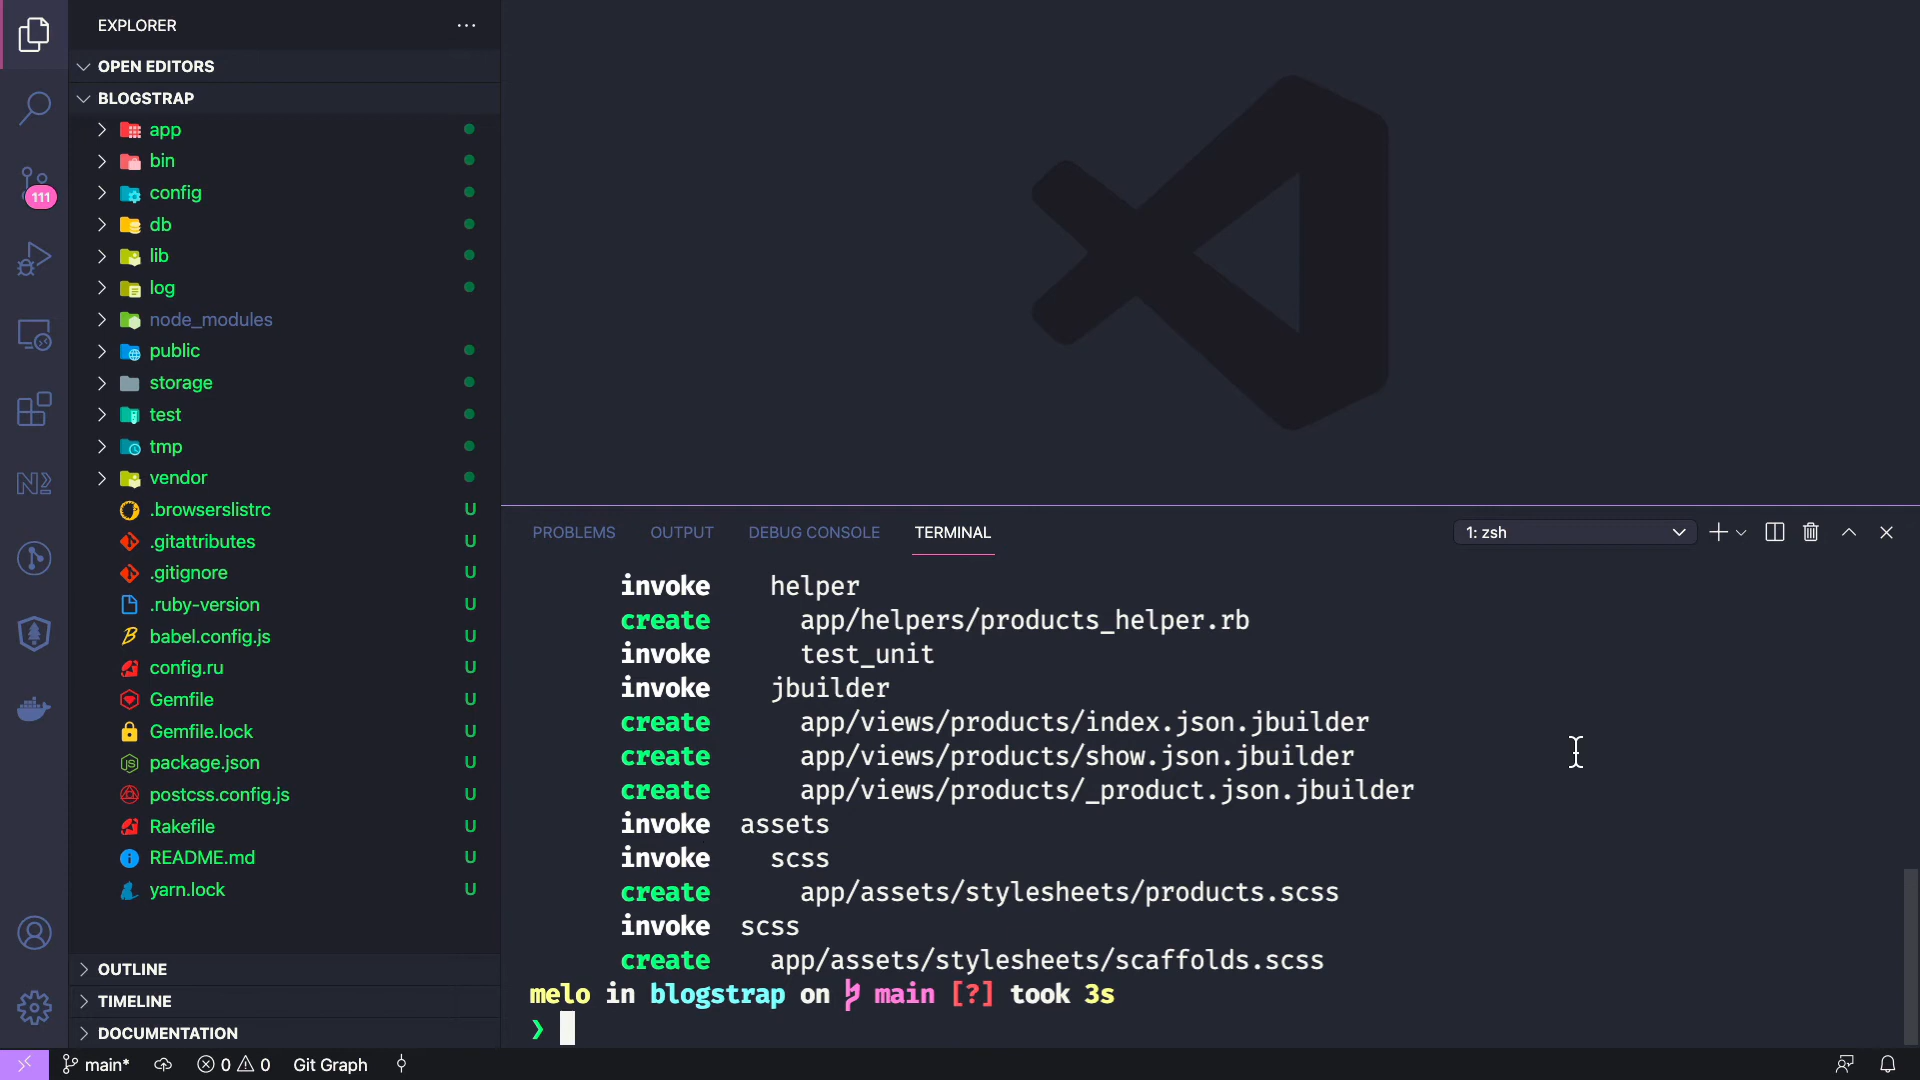 EXPLORER
OPEN EDITORS
BLOGSTRAP
app
bin
config
db
lib
log
node_modules
public
storage
test
tmp
vendor
.browserslistrc U
.gitattributes U
.gitignore U
.ruby-version U
babel.config.js U
config.ru U
Gemfile U
Gemfile.lock U
package.json U
postcss.config.js U
Rakefile U
README.md U
yarn.lock U
OUTLINE
TIMELINE
DOCUMENTATION
111
PROBLEMS OUTPUT DEBUG CONSOLE TERMINAL 1: zsh
invoke helper
create app/helpers/products_helper.rb
invoke test_unit
invoke jbuilder
create app/views/products/index.json.jbuilder
create app/views/products/show.json.jbuilder
create app/views/products/_product.json.jbuilder
invoke assets
invoke scss
create app/assets/stylesheets/products.scss
invoke scss
create app/assets/stylesheets/scaffolds.scss
melo in blogstrap on main [?] took 3s
❯
main* 0 0 Git Graph